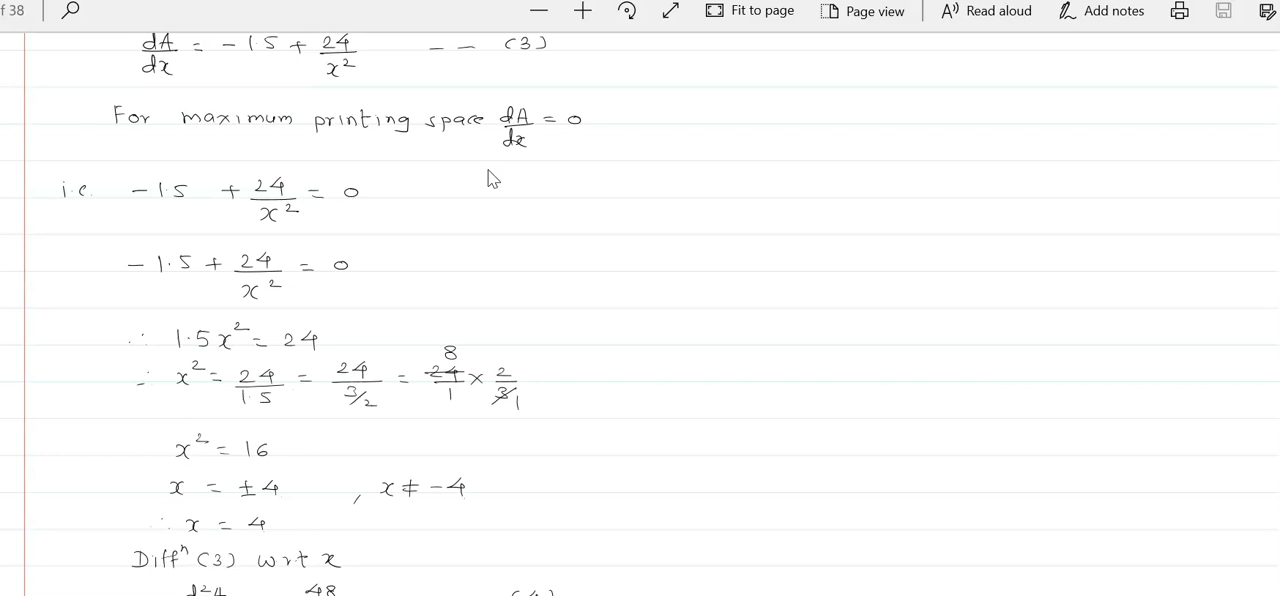 f 38 Fit to page Page view Read aloud Add notes
dA/dx = - 1.5 + 24/x² -- (3)
For maximum printing space dA/dx = 0
i.e. - 1.5 + 24/x² = 0
- 1.5 + 24/x² = 0
∴ 1.5x² = 24
∴ x² = 24/1.5 = 24/(3/2) = 8 24/1 × 2/3 1
x² = 16
x = ±4 , x ≠ -4
∴ x = 4
Diffⁿ (3) wrt x